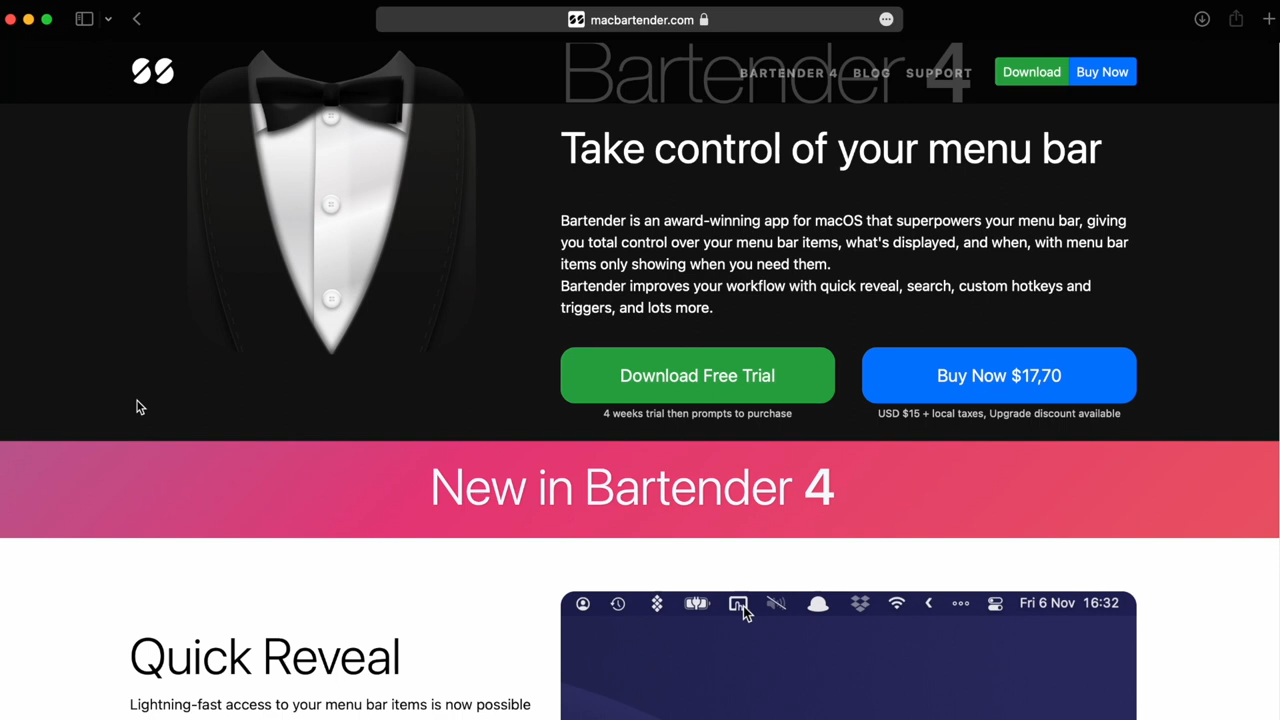 macbartender.com
Bartender 4
BARTENDER 4 BLOG SUPPORT Download Buy Now
Take control of your menu bar
Bartender is an award-winning app for macOS that superpowers your menu bar, giving
you total control over your menu bar items, what's displayed, and when, with menu bar
items only showing when you need them.
Bartender improves your workflow with quick reveal, search, custom hotkeys and
triggers, and lots more.
Download Free Trial
4 weeks trial then prompts to purchase
Buy Now $17,70
USD $15 + local taxes, Upgrade discount available
New in Bartender 4
Fri 6 Nov 16:32
Quick Reveal
Lightning-fast access to your menu bar items is now possible